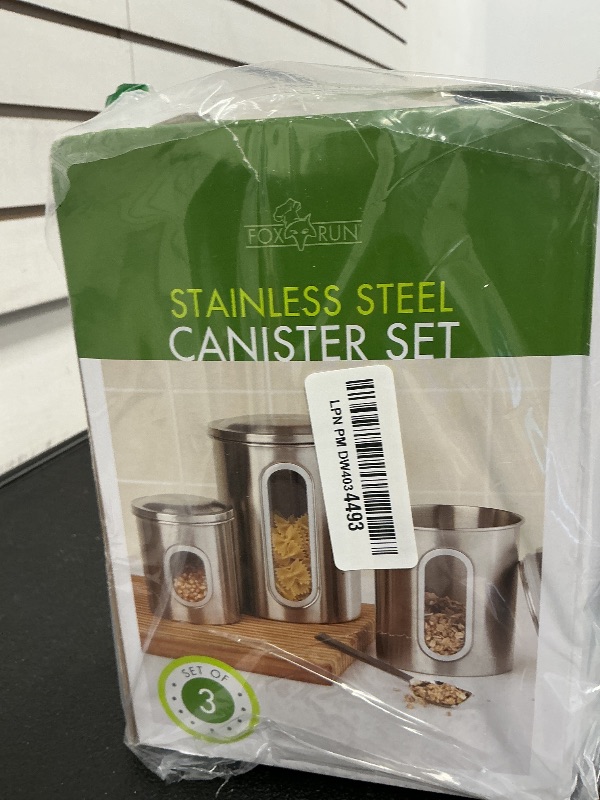 FOX RUN
STAINLESS STEEL
CANISTER SET
LPN PM DW4034493
SET OF
3